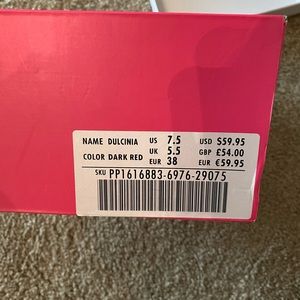 NAME DULCINIA US 7.5 USD $59.95
UK 5.5 GBP £54.00
COLOR DARK RED EUR 38 EUR €59.95
SKU PP1616883-6976-29075